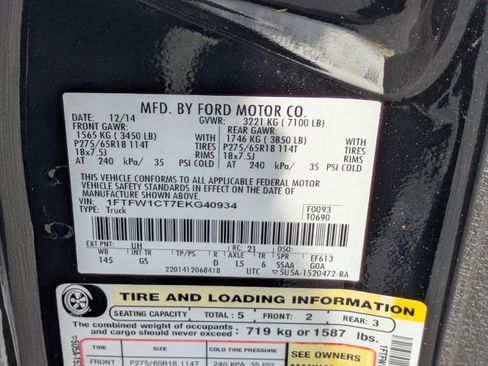 MFD. BY FORD MOTOR CO.
DATE: 12/14 GVWR: 3221 KG ( 7100 LB)
FRONT GAWR: REAR GAWR:
1565 KG ( 3450 LB) 1746 KG ( 3850 LB)
P275/65R18 114T TIRES P275/65R18 114T TIRES
18x7.5J RIMS 18x7.5J RIMS
AT 240 kPa/ 35 PSI COLD AT 240 kPa/ 35 PSI COLD
THIS VEHICLE CONFORMS TO ALL APPLICABLE FEDERAL MOTOR
VEHICLE SAFETY STANDARDS IN EFFECT ON THE DATE OF
MANUFACTURE SHOWN ABOVE.
VIN: 1FTFW1CT7EKG40934 F0093
TYPE: Truck T0690
EXT PNT: UH RC: 21 DSO:
WB INT TR TP/PS R AXLE TR SPR EF613
145 GS D L5 6 SSAA G0A
2201412068418 UTC 5U5A-1520472-BA
TIRE AND LOADING INFORMATION
SEATING CAPACITY TOTAL: 5 FRONT: 2 REAR: 3
The combined weight of occupants
and cargo should never exceed: 719 kg or 1587 lbs.
TIRE SIZE SEE OWNERS
FRONT P275/65R18 114T 240 KPA, 35 PSI